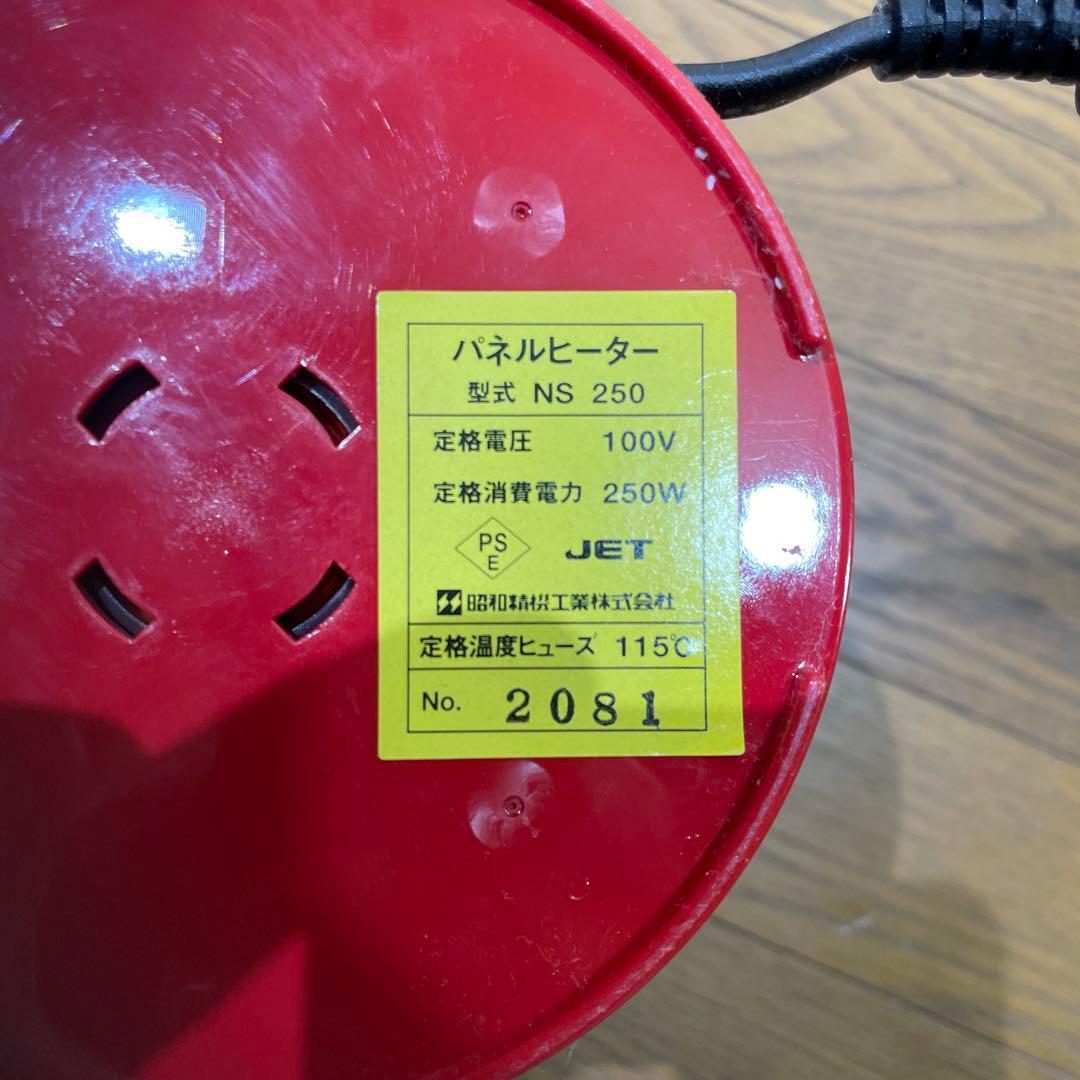 パネルヒーター
型式 NS 250
定格電圧 100V
定格消費電力 250W
PS
E
JET
昭和精機工業株式会社
定格温度ヒューズ 115℃
No. 2081